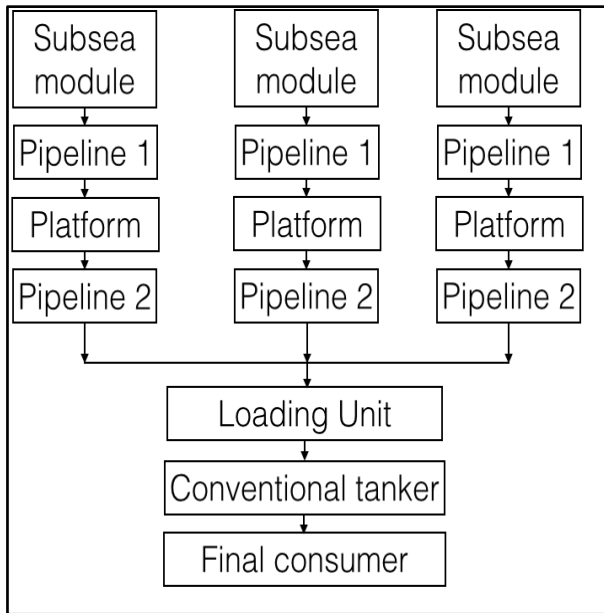 Subsea module
Subsea module
Subsea module
Pipeline 1
Pipeline 1
Pipeline 1
Platform
Platform
Platform
Pipeline 2
Pipeline 2
Pipeline 2
Loading Unit
Conventional tanker
Final consumer